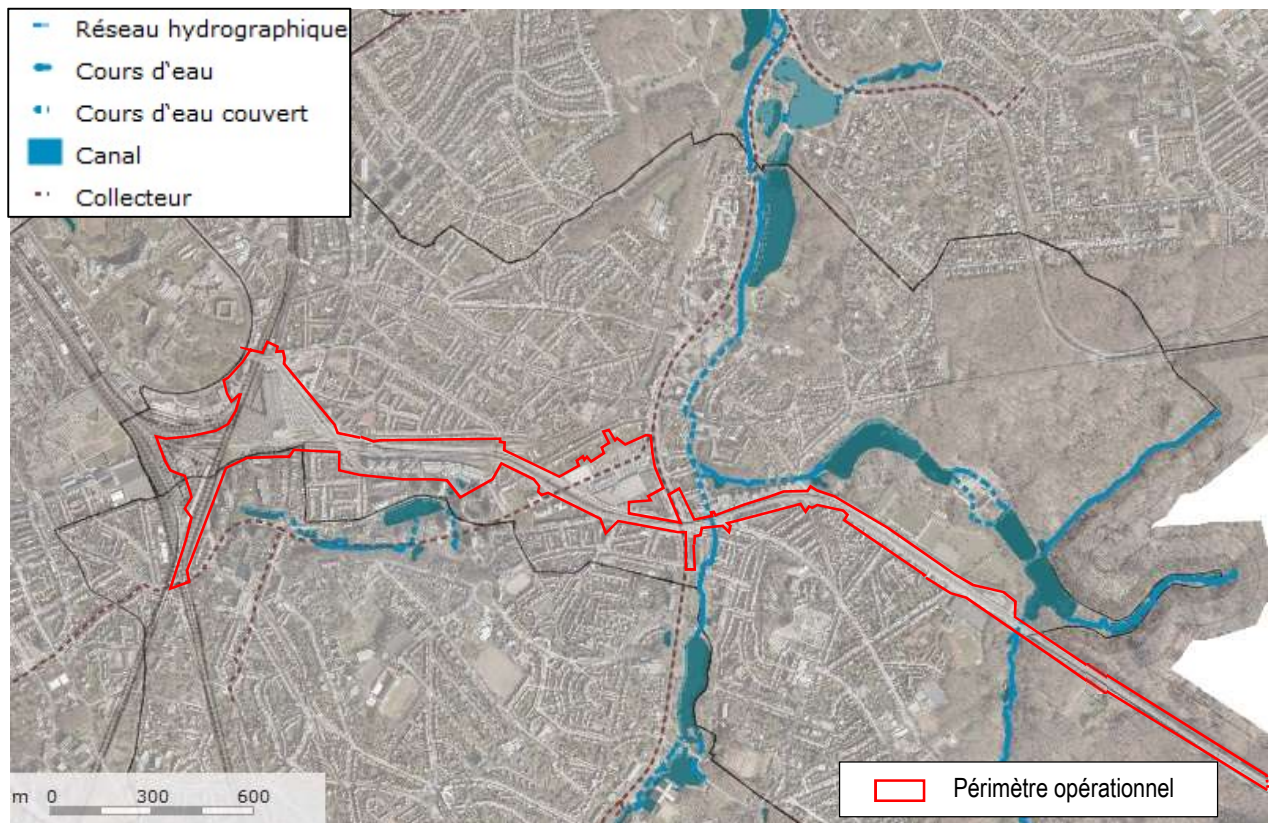 Réseau hydrographique
Cours d'eau
Cours d'eau couvert
Canal
Collecteur
m 0 300 600
Périmètre opérationnel